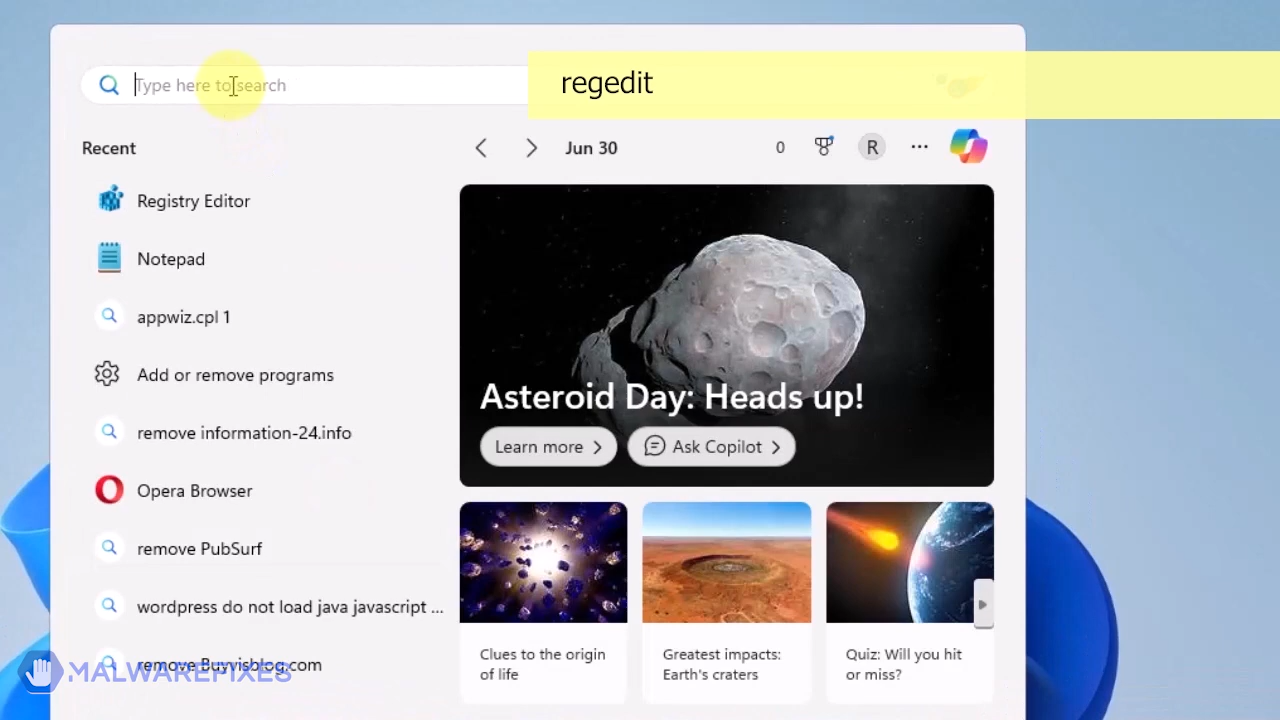 Type here to search
regedit
Recent
Jun 30
0
R
Registry Editor
Notepad
appwiz.cpl 1
Add or remove programs
remove information-24.info
Opera Browser
remove PubSurf
wordpress do not load java javascript ...
remove Buyvisblog.com
MALWAREFIXES
Asteroid Day: Heads up!
Learn more
Ask Copilot
Clues to the origin
of life
Greatest impacts:
Earth's craters
Quiz: Will you hit
or miss?